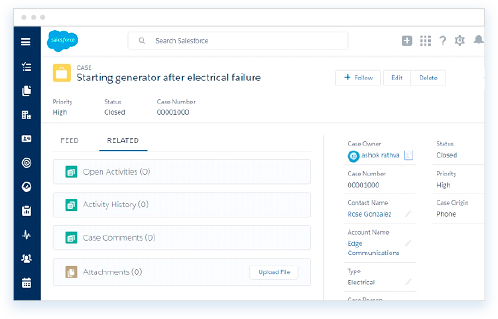 salesforce
Search Salesforce
CASE
Starting generator after electrical failure
Follow
Edit
Delete
Priority
High
Status
Closed
Case Number
00001000
FEED
RELATED
Open Activities (0)
Activity History (0)
Case Comments (0)
Attachments (0)
Upload File
Case Owner
ashok rathva
Case Number
00001000
Contact Name
Rose Gonzalez
Account Name
Edge
Communications
Type
Electrical
Case Reason
Status
Closed
Priority
High
Case Origin
Phone